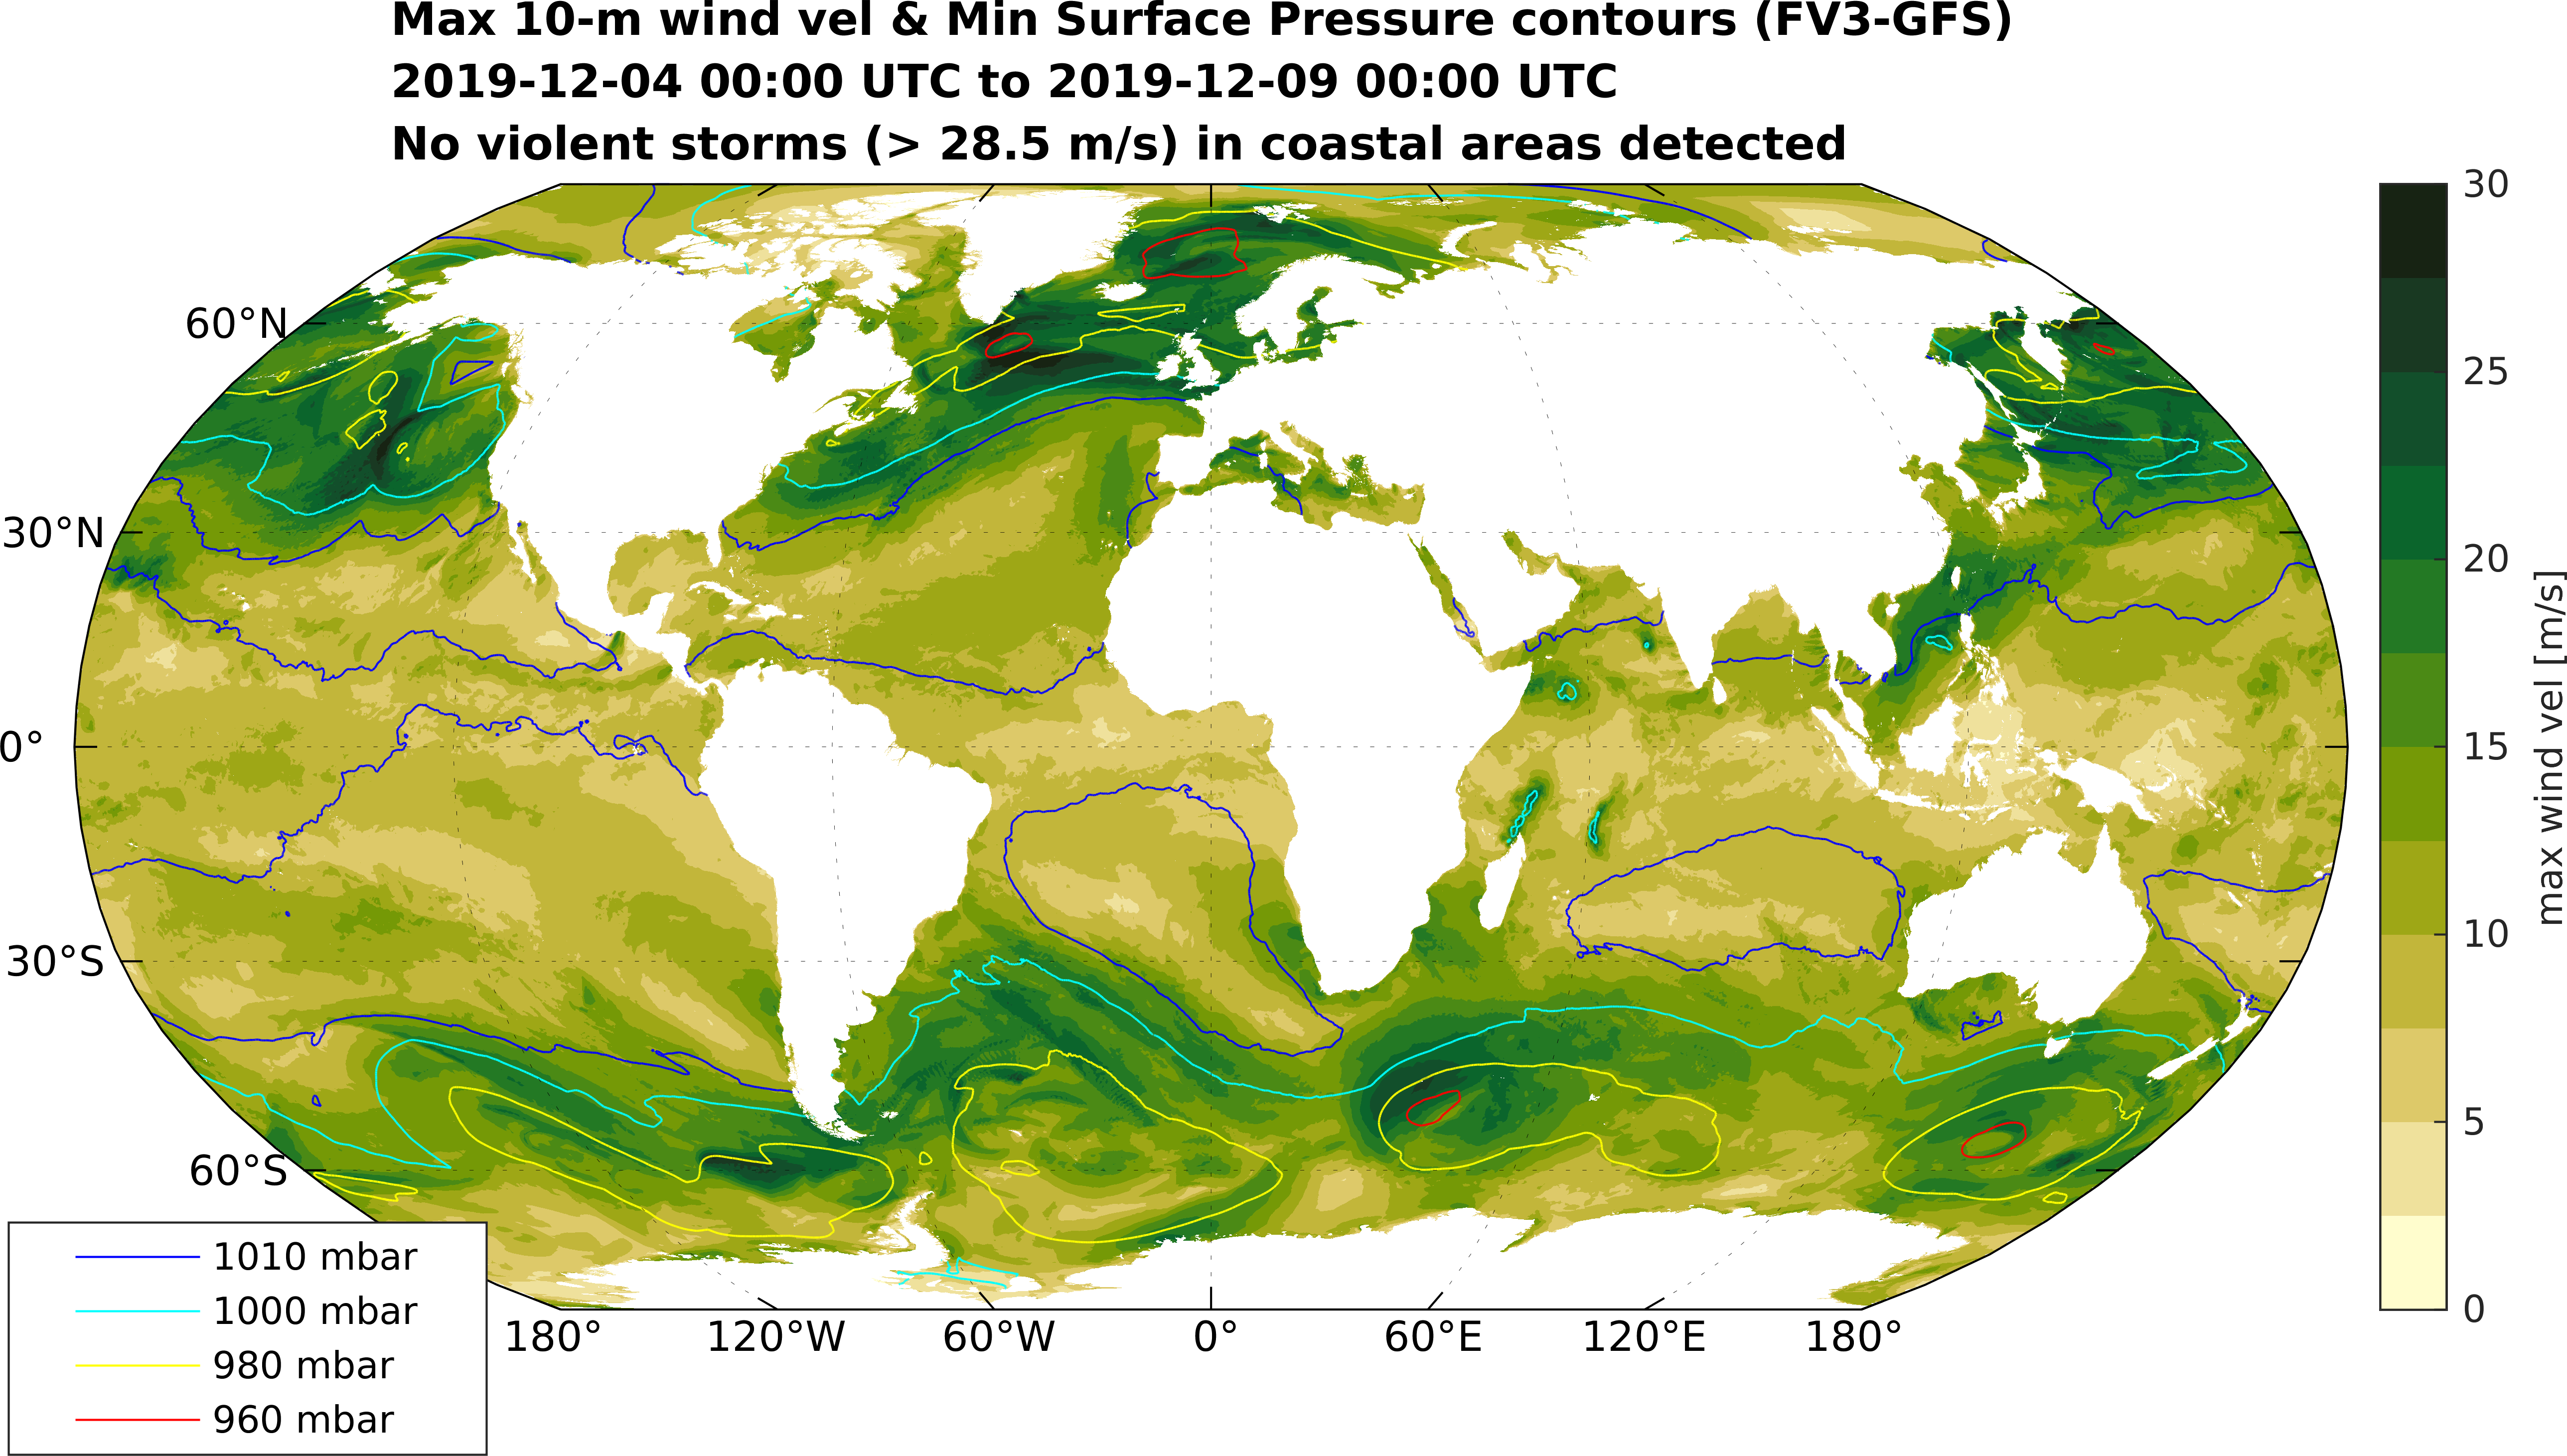 Max 10-m wind vel & Min Surface Pressure contours (FV3-GFS)
2019-12-04 00:00 UTC to 2019-12-09 00:00 UTC
No violent storms (> 28.5 m/s) in coastal areas detected
60°N
30°N
0°
30°S
60°S
180°
120°W
60°W
0°
60°E
120°E
180°
1010 mbar
1000 mbar
980 mbar
960 mbar
30
25
20
15
10
5
0
max wind vel [m/s]